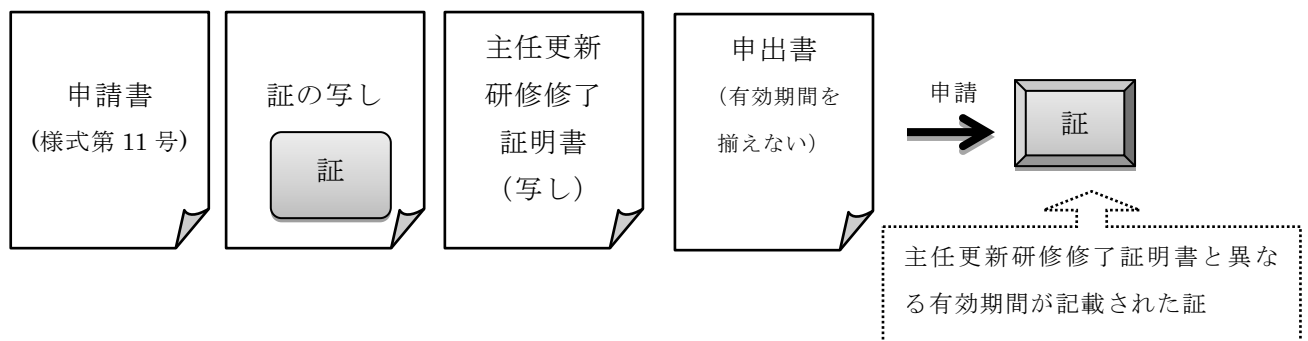 申請書
(様式第 11 号)
証の写し
証
主任更新
研修修了
証明書
（写し）
申出書
（有効期間を
揃えない）
申請
証
主任更新研修修了証明書と異な
る有効期間が記載された証